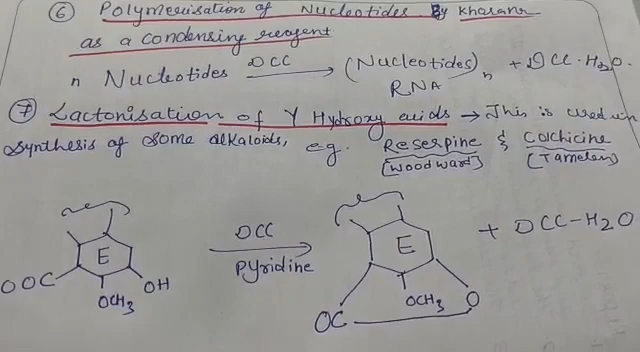 ⑥ Polymerisation of Nucleotides By Khorana
as a condensing reagent
n Nucleotides DCC → (Nucleotides)n + DCC·H2O.
RNA
⑦ Lactonisation of γ Hydroxy acids → This is used in
synthesis of some alkaloids, eg. Reserpine & Colchicine
(Woodward) (Tamelen)
E DCC E + DCC-H2O
OOC OH Pyridine
OCH3 OCH3 O
OC